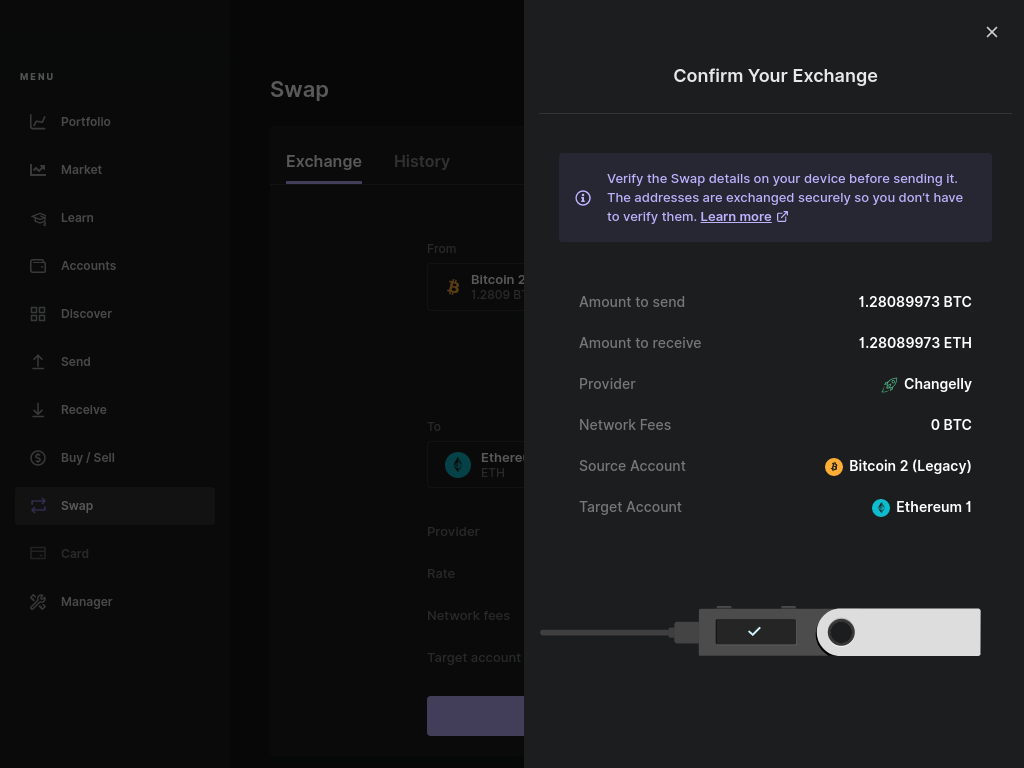 MENU
Portfolio
Market
Learn
Accounts
Discover
Send
Receive
Buy / Sell
Swap
Card
Manager
Swap
Exchange
History
From
Bitcoin 2
1.2809
To
ETH
Provider
Rate
Network fees
Target account
Confirm Your Exchange
Verify the Swap details on your device before sending it.
The addresses are exchanged securely so you don't have
to verify them. Learn more
Amount to send 1.28089973 BTC
Amount to receive 1.28089973 ETH
Provider Changelly
Network Fees 0 BTC
Source Account Bitcoin 2 (Legacy)
Target Account Ethereum 1